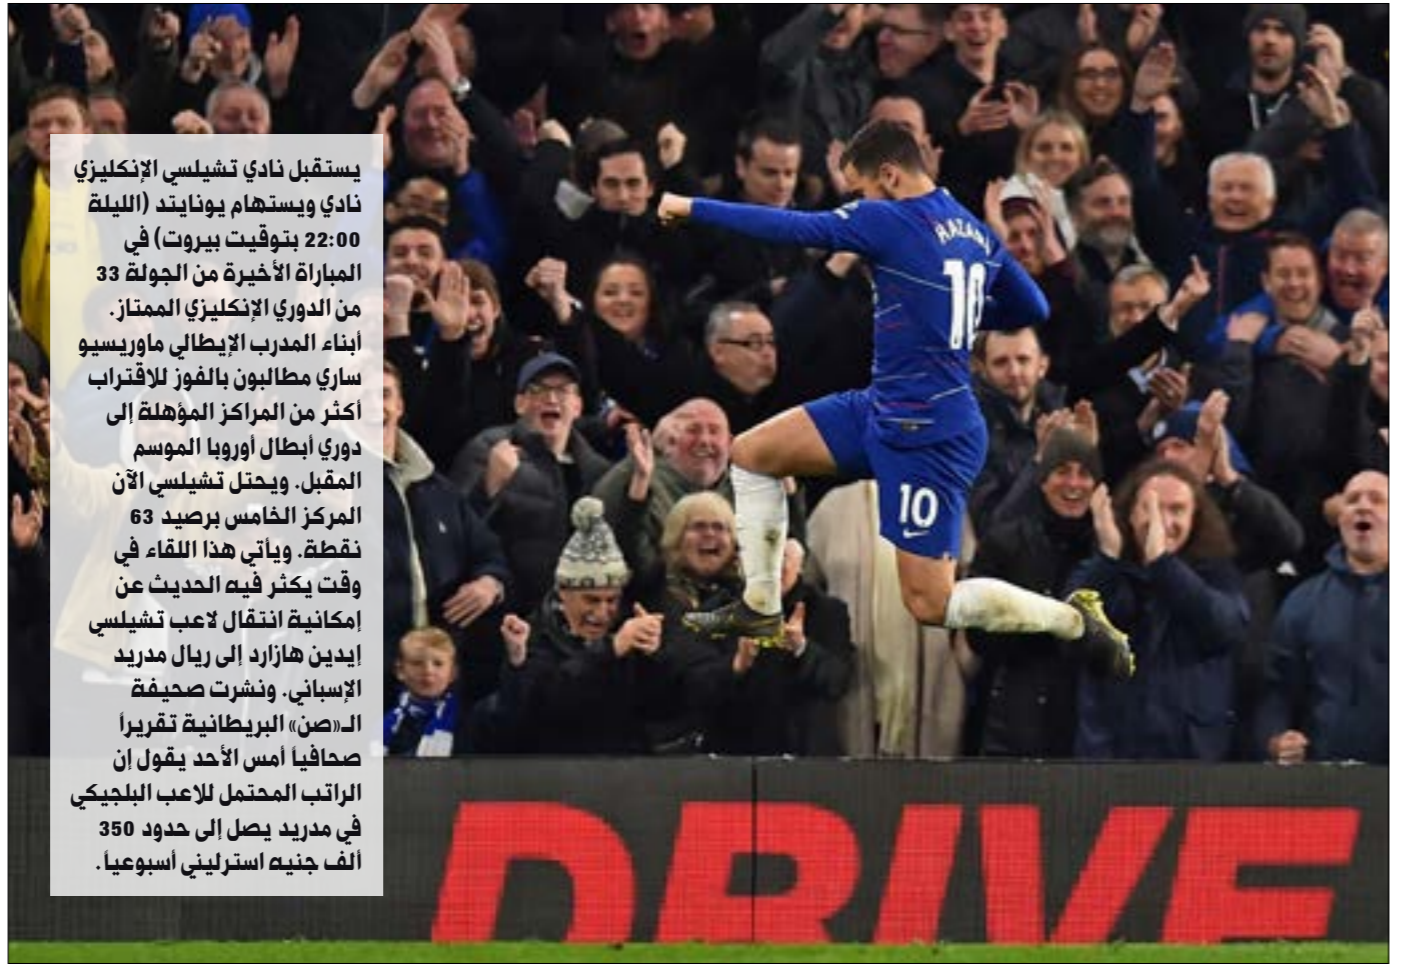 يستقبل نادي تشيلسي الإنكليزي
نادي ويستهام يونايتد (الليلة
22:00 بتوقيت بيروت) في
المباراة الأخيرة من الجولة 33
من الدوري الإنكليزي الممتاز.
أبناء المدرب الإيطالي ماوريسيو
ساري مطالبون بالفوز للاقتراب
أكثر من المراكز المؤهلة إلى
دوري أبطال أوروبا الموسم
المقبل. ويحتل تشيلسي الآن
المركز الخامس برصيد 63
نقطة. ويأتي هذا اللقاء في
وقت يكثر فيه الحديث عن
إمكانية انتقال لاعب تشيلسي
إيدين هازارد إلى ريال مدريد
الإسباني. ونشرت صحيفة
الـ«صن» البريطانية تقريراً
صحافياً أمس الأحد يقول إن
الراتب المحتمل للاعب البلجيكي
في مدريد يصل إلى حدود 350
ألف جنيه استرليني أسبوعياً.
HAZARD
10
10
DRIVE